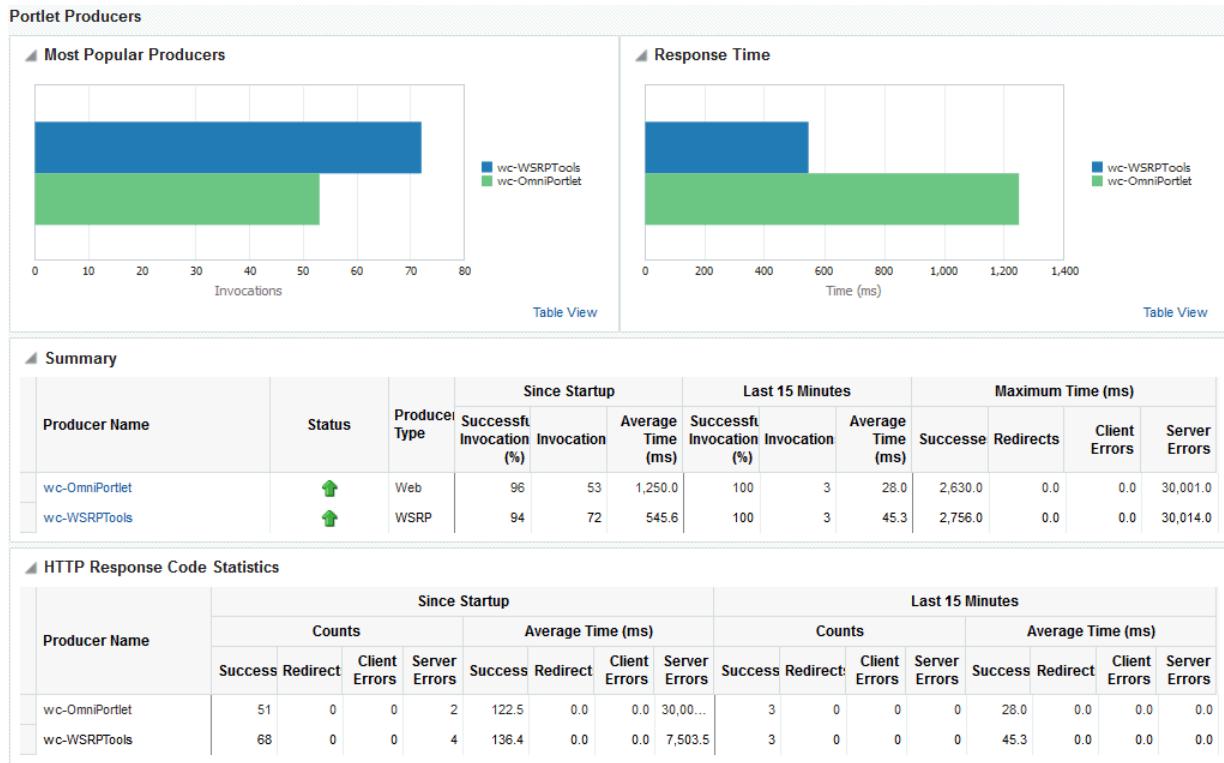 Portlet Producers
Most Popular Producers
wc-WSRPTools
wc-OmniPortlet
0 10 20 30 40 50 60 70 80
Invocations
Table View
Response Time
wc-WSRPTools
wc-OmniPortlet
0 200 400 600 800 1,000 1,200 1,400
Time (ms)
Table View
Summary
Since Startup Last 15 Minutes Maximum Time (ms)
Producer Name Status Producer Type Successfu Invocation (%) Invocation Average Time (ms) Successfu Invocation (%) Invocation Average Time (ms) Successe Redirects Client Errors Server Errors
wc-OmniPortlet Web 96 53 1,250.0 100 3 28.0 2,630.0 0.0 0.0 30,001.0
wc-WSRPTools WSRP 94 72 545.6 100 3 45.3 2,756.0 0.0 0.0 30,014.0
HTTP Response Code Statistics
Since Startup Last 15 Minutes
Producer Name Counts Average Time (ms) Counts Average Time (ms)
Success Redirect Client Errors Server Errors Success Redirect Client Errors Server Errors Success Redirects Client Errors Server Errors Success Redirect Client Errors Server Errors
wc-OmniPortlet 51 0 0 2 122.5 0.0 0.0 30,00... 3 0 0 0 28.0 0.0 0.0 0.0
wc-WSRPTools 68 0 0 4 136.4 0.0 0.0 7,503.5 3 0 0 0 45.3 0.0 0.0 0.0